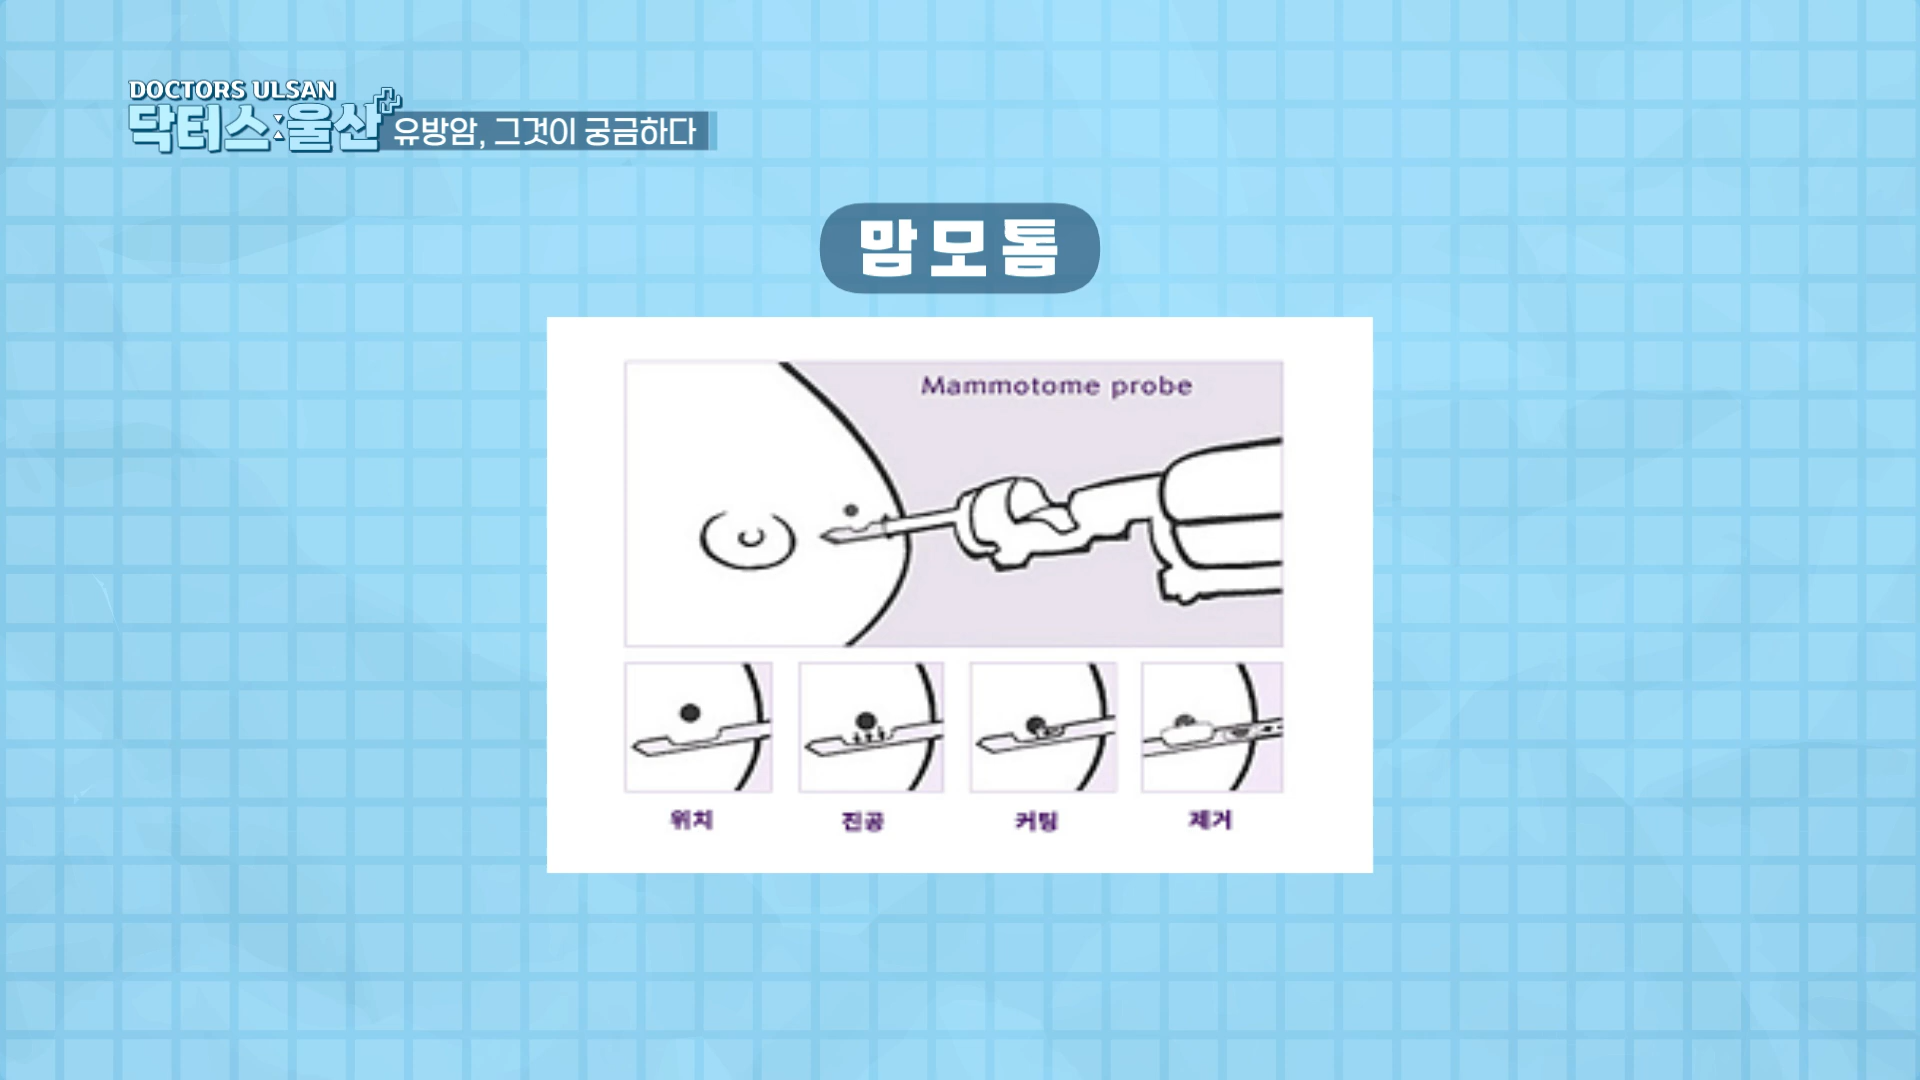 DOCTORS ULSAN
닥터스:울산 유방암, 그것이 궁금하다
맘모톰
Mammotome probe
위치 진공 커팅 제거